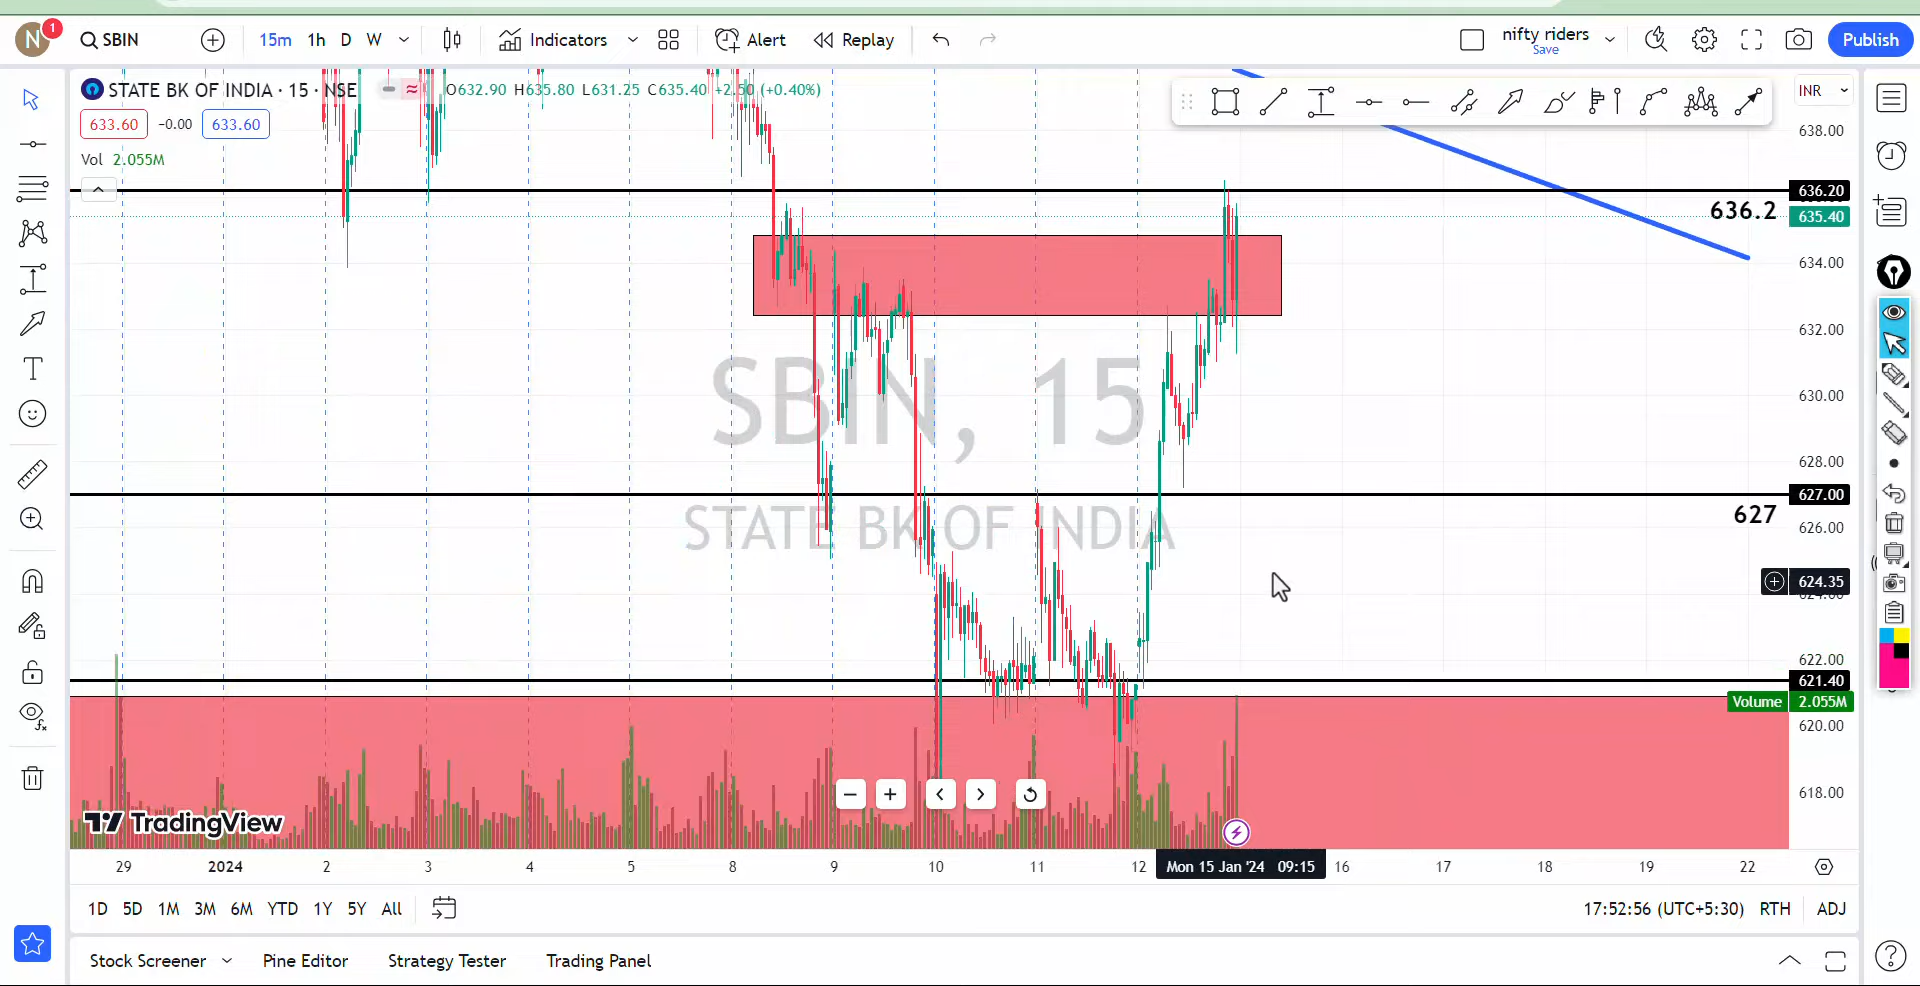 N 1 SBIN 15m 1h D W Indicators Alert Replay nifty riders Save Publish
STATE BK OF INDIA · 15 · NSE O632.90 H635.80 L631.25 C635.40 +2.50 (+0.40%) INR
633.60 −0.00 633.60
638.00
Vol 2.055M
636.20
636.2
635.40
634.00
632.00
SBIN, 15
630.00
628.00
627.00
627
STATE BK OF INDIA
626.00
624.35
624.00
622.00
621.40
Volume 2.055M
620.00
618.00
TradingView
29 2024 2 3 4 5 8 9 10 11 12 Mon 15 Jan '24 09:15 16 17 18 19 22
1D 5D 1M 3M 6M YTD 1Y 5Y All 17:52:56 (UTC+5:30) RTH ADJ
Stock Screener Pine Editor Strategy Tester Trading Panel